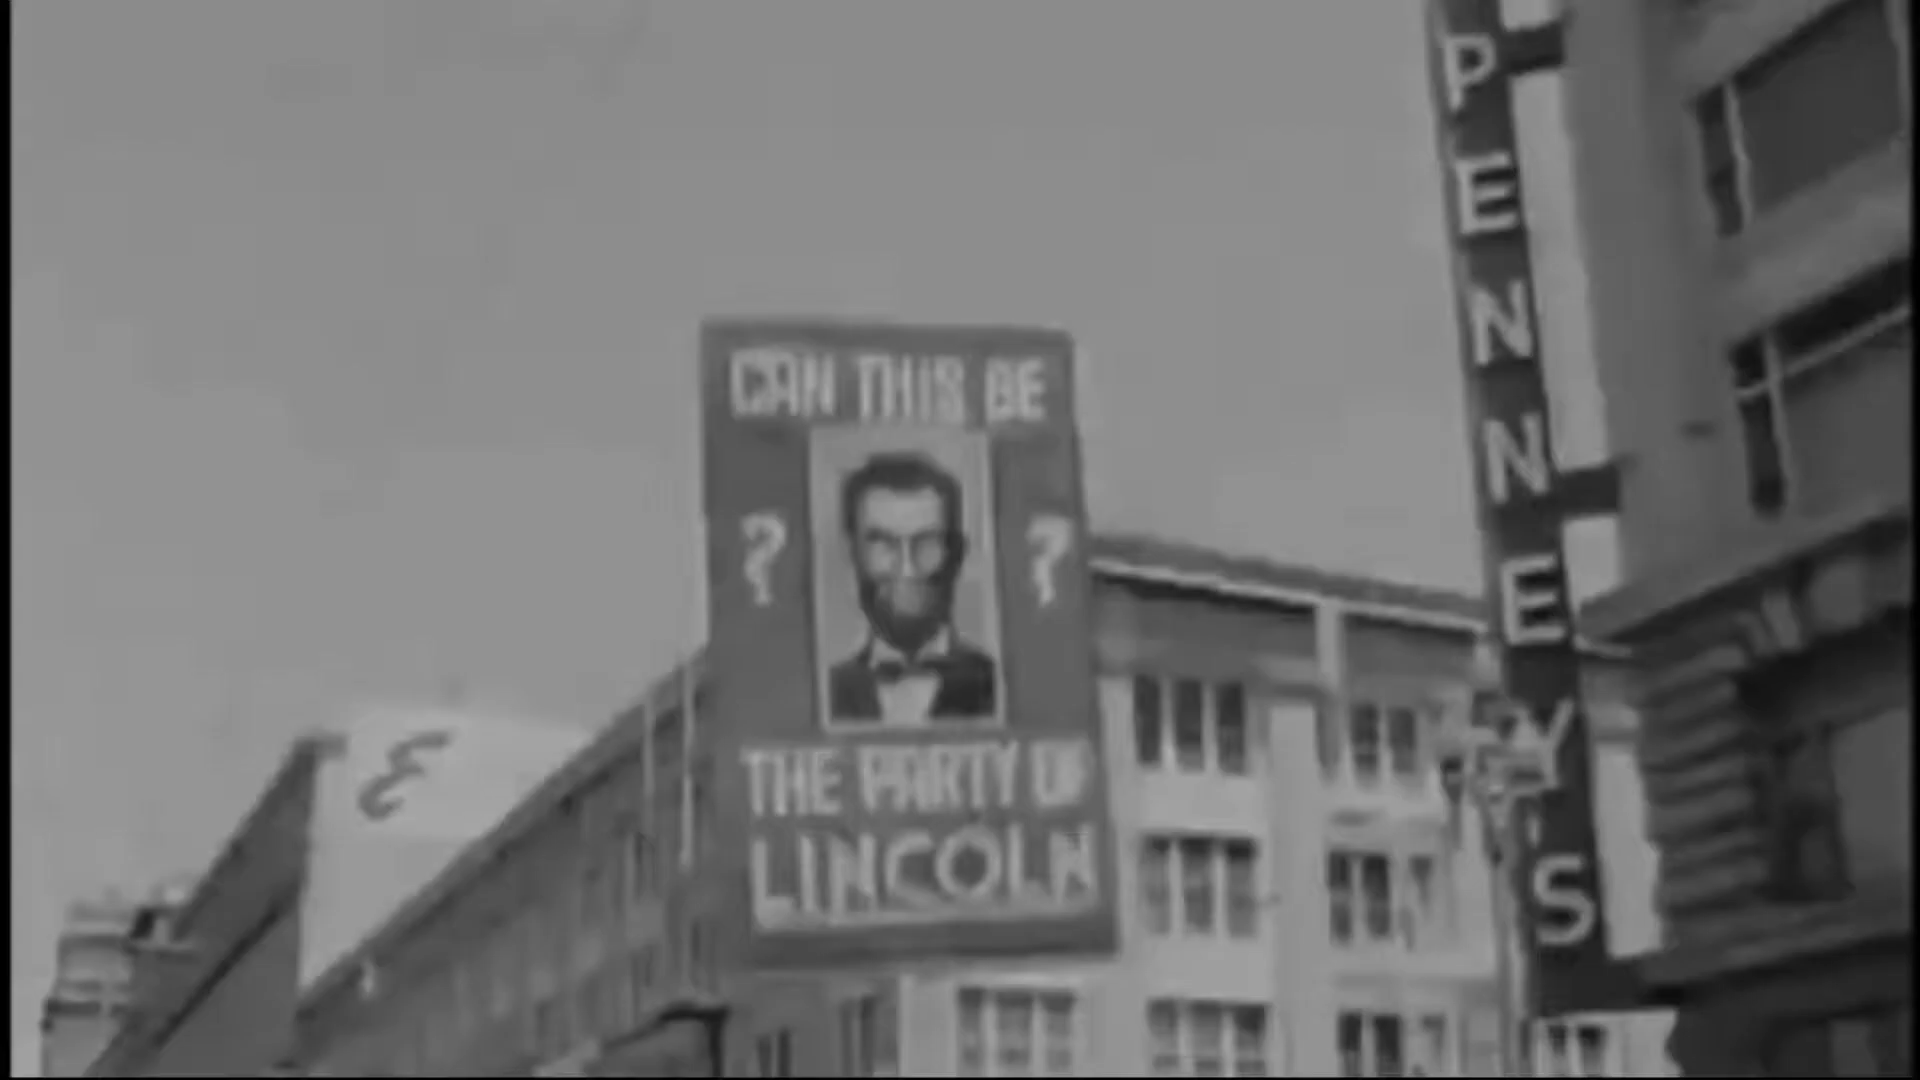 CAN THIS BE
? ?
THE PARTY OF
LINCOLN
PENNEY'S